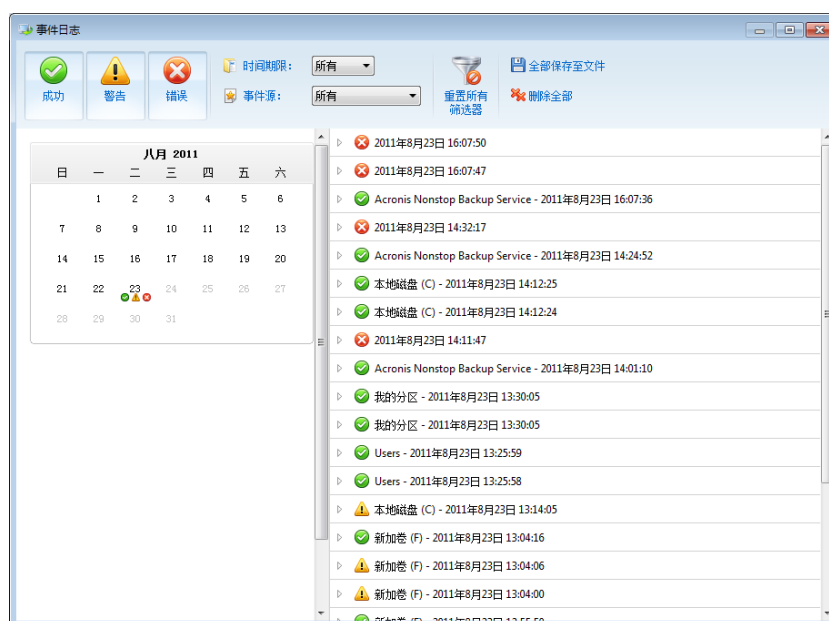 事件日志
成功
警告
错误
时间期限：
所有
事件源：
所有
重置所有
筛选器
全部保存至文件
删除全部
八月 2011
日 一 二 三 四 五 六
1 2 3 4 5 6
7 8 9 10 11 12 13
14 15 16 17 18 19 20
21 22 23 24 25 26 27
28 29 30 31
2011年8月23日 16:07:50
2011年8月23日 16:07:47
Acronis Nonstop Backup Service - 2011年8月23日 16:07:36
2011年8月23日 14:32:17
Acronis Nonstop Backup Service - 2011年8月23日 14:24:52
本地磁盘 (C) - 2011年8月23日 14:12:25
本地磁盘 (C) - 2011年8月23日 14:12:24
2011年8月23日 14:11:47
Acronis Nonstop Backup Service - 2011年8月23日 14:01:10
我的分区 - 2011年8月23日 13:30:05
我的分区 - 2011年8月23日 13:30:05
Users - 2011年8月23日 13:25:59
Users - 2011年8月23日 13:25:58
本地磁盘 (C) - 2011年8月23日 13:14:05
新加卷 (F) - 2011年8月23日 13:04:16
新加卷 (F) - 2011年8月23日 13:04:06
新加卷 (F) - 2011年8月23日 13:04:00